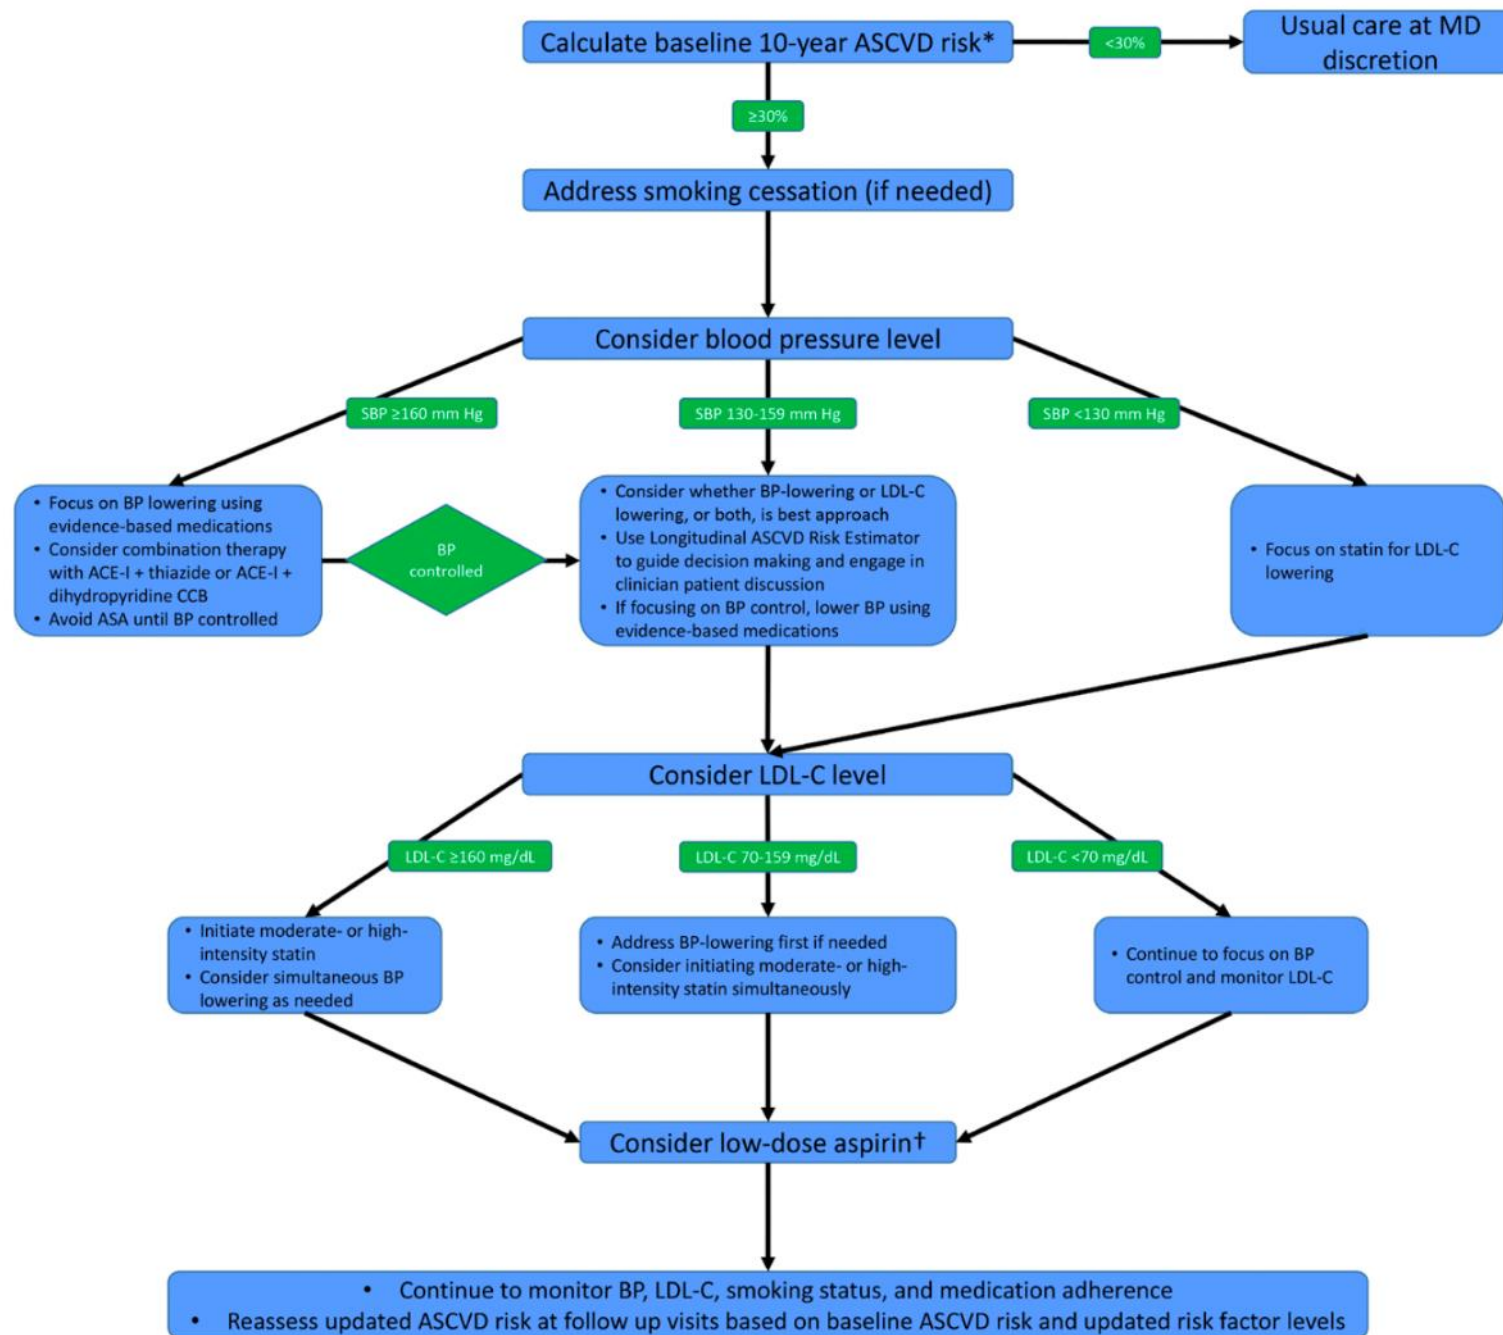 Calculate baseline 10-year ASCVD risk*
<30%
Usual care at MD
discretion
≥30%
Address smoking cessation (if needed)
Consider blood pressure level
SBP ≥160 mm Hg
SBP 130-159 mm Hg
SBP <130 mm Hg
• Focus on BP lowering using
evidence-based medications
• Consider combination therapy
with ACE-I + thiazide or ACE-I +
dihydropyridine CCB
• Avoid ASA until BP controlled
BP
controlled
• Consider whether BP-lowering or LDL-C
lowering, or both, is best approach
• Use Longitudinal ASCVD Risk Estimator
to guide decision making and engage in
clinician patient discussion
• If focusing on BP control, lower BP using
evidence-based medications
• Focus on statin for LDL-C
lowering
Consider LDL-C level
LDL-C ≥160 mg/dL
LDL-C 70-159 mg/dL
LDL-C <70 mg/dL
• Initiate moderate- or high-
intensity statin
• Consider simultaneous BP
lowering as needed
• Address BP-lowering first if needed
• Consider initiating moderate- or high-
intensity statin simultaneously
• Continue to focus on BP
control and monitor LDL-C
Consider low-dose aspirin†
• Continue to monitor BP, LDL-C, smoking status, and medication adherence
• Reassess updated ASCVD risk at follow up visits based on baseline ASCVD risk and updated risk factor levels